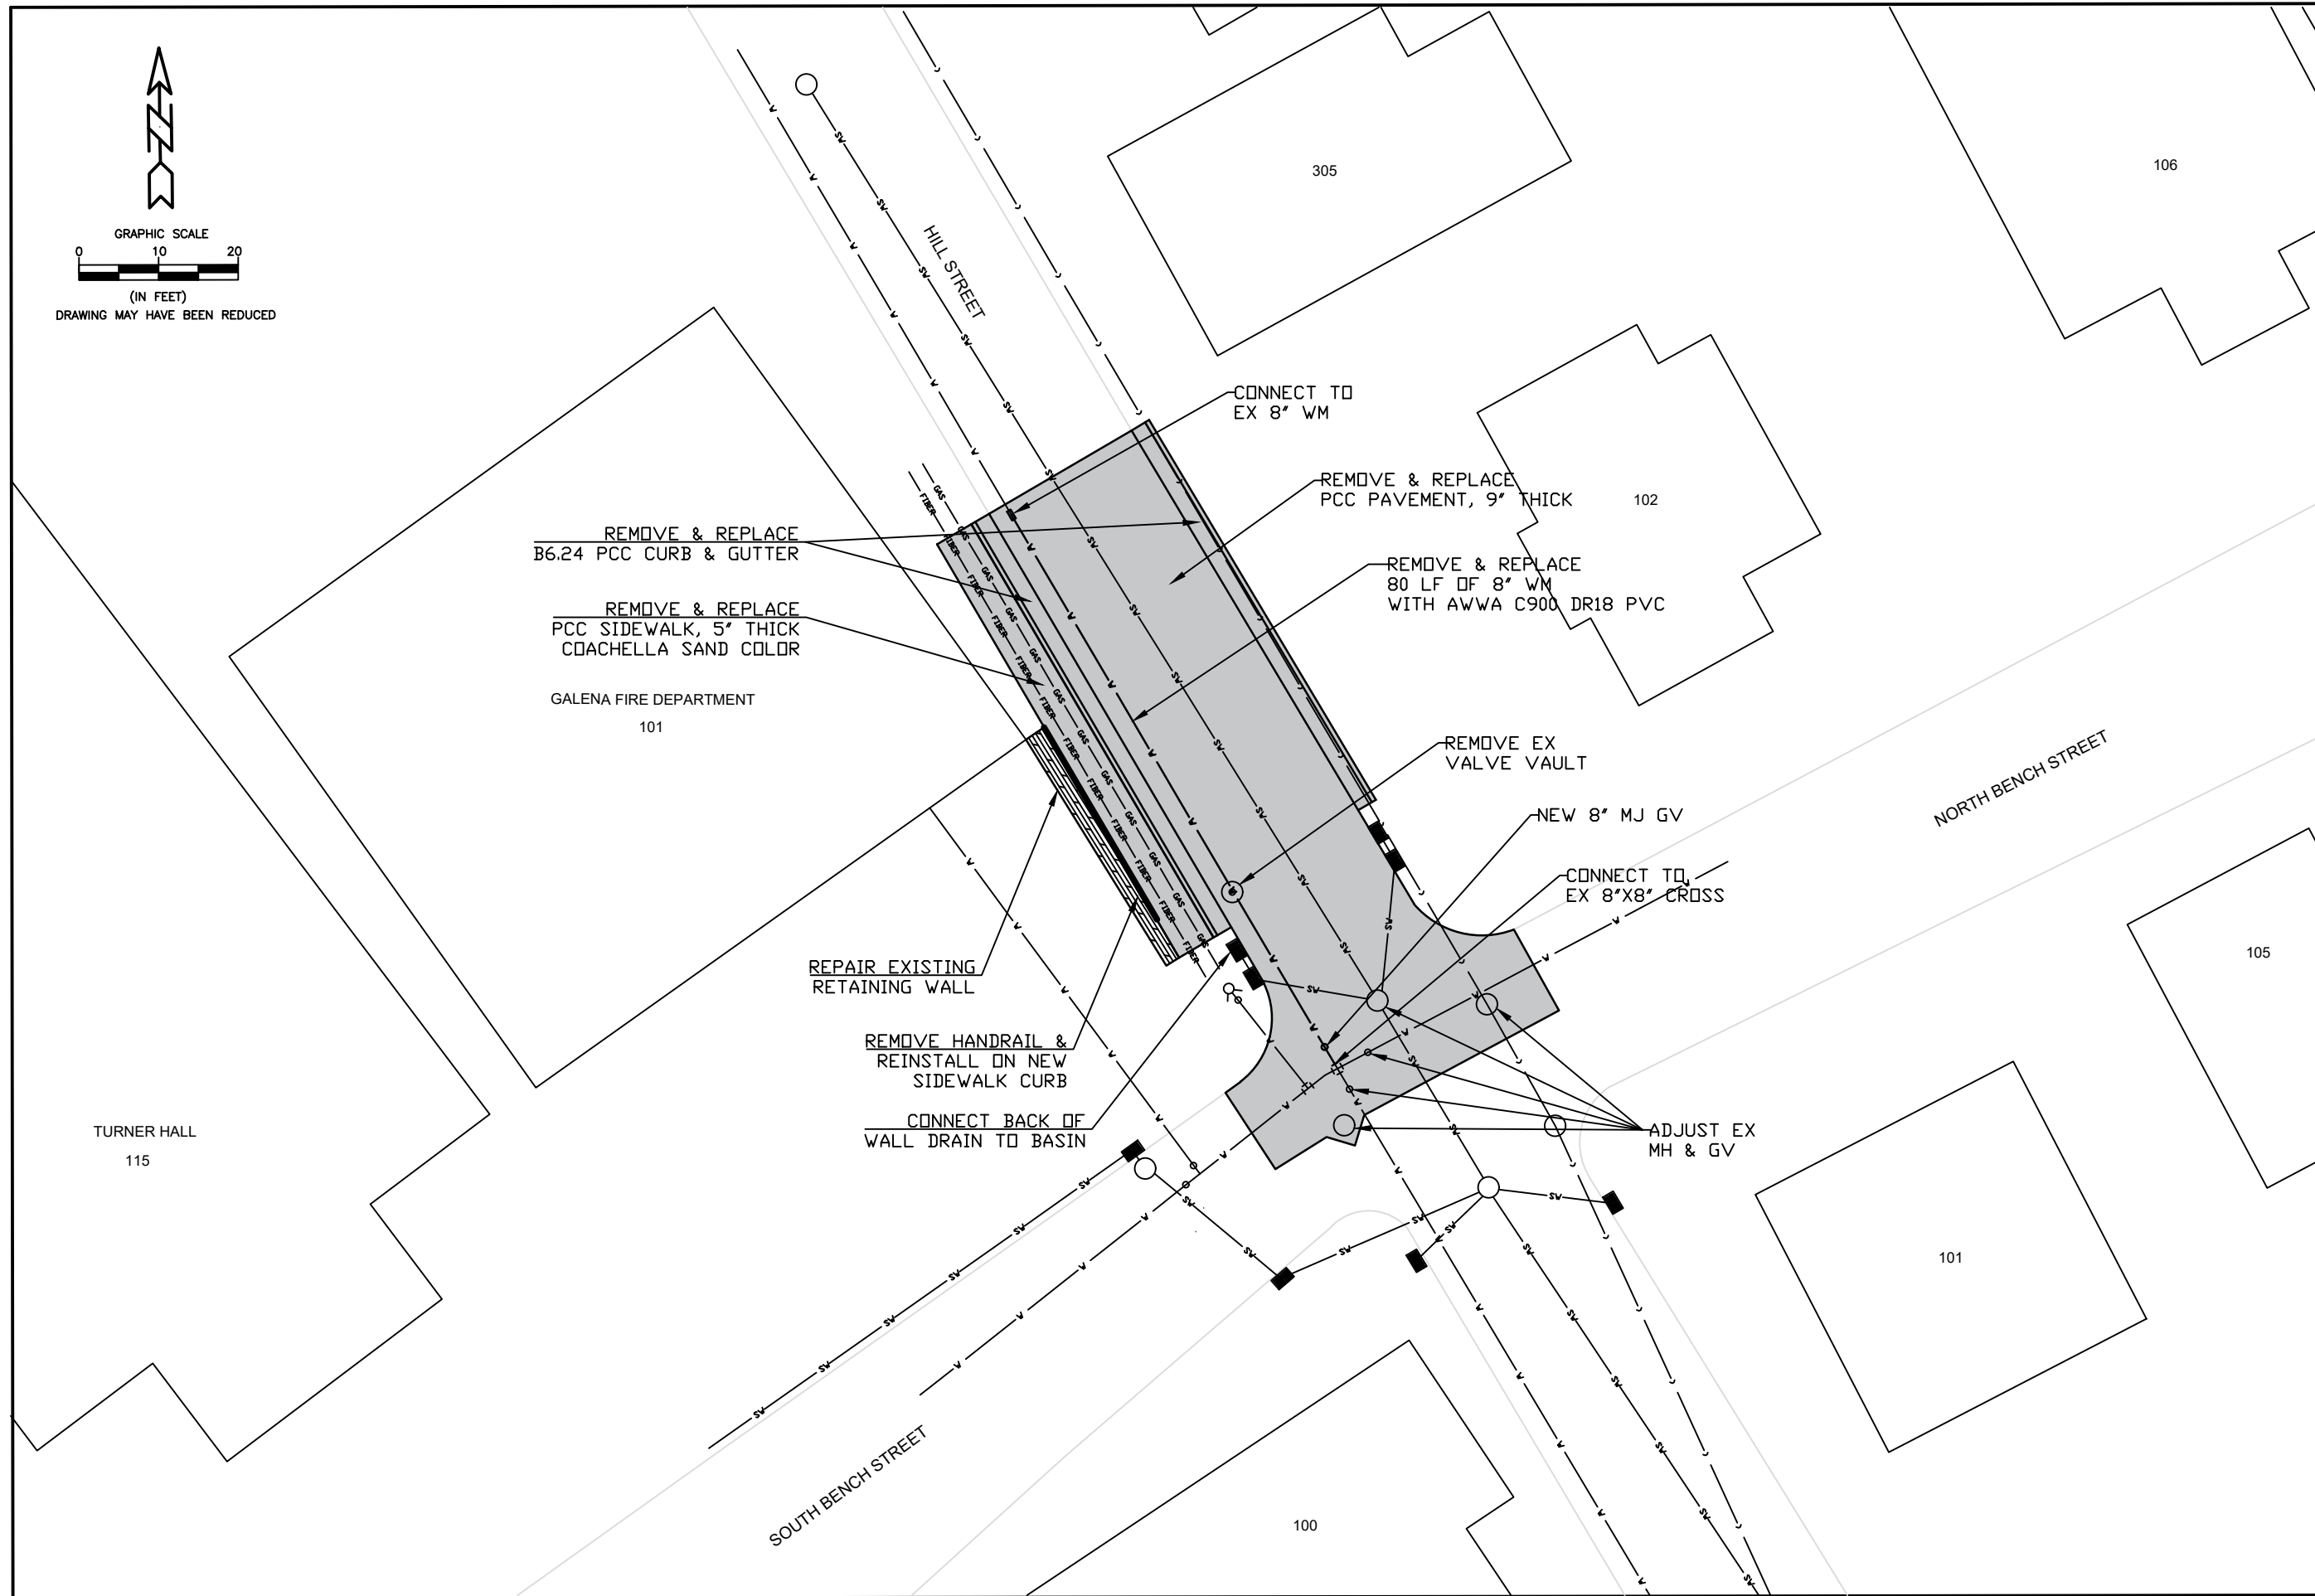 N
GRAPHIC SCALE
0 10 20
(IN FEET)
DRAWING MAY HAVE BEEN REDUCED
305
106
HILL STREET
CONNECT TO
EX 8" WM
REMOVE & REPLACE
PCC PAVEMENT, 9" THICK
102
REMOVE & REPLACE
B6.24 PCC CURB & GUTTER
REMOVE & REPLACE
80 LF OF 8" WM
WITH AWWA C900 DR18 PVC
REMOVE & REPLACE
PCC SIDEWALK, 5" THICK
COACHELLA SAND COLOR
GALENA FIRE DEPARTMENT
101
REMOVE EX
VALVE VAULT
NORTH BENCH STREET
NEW 8" MJ GV
CONNECT TO
EX 8"X8" CROSS
105
REPAIR EXISTING
RETAINING WALL
REMOVE HANDRAIL &
REINSTALL ON NEW
SIDEWALK CURB
CONNECT BACK OF
WALL DRAIN TO BASIN
ADJUST EX
MH & GV
TURNER HALL
115
101
SOUTH BENCH STREET
100